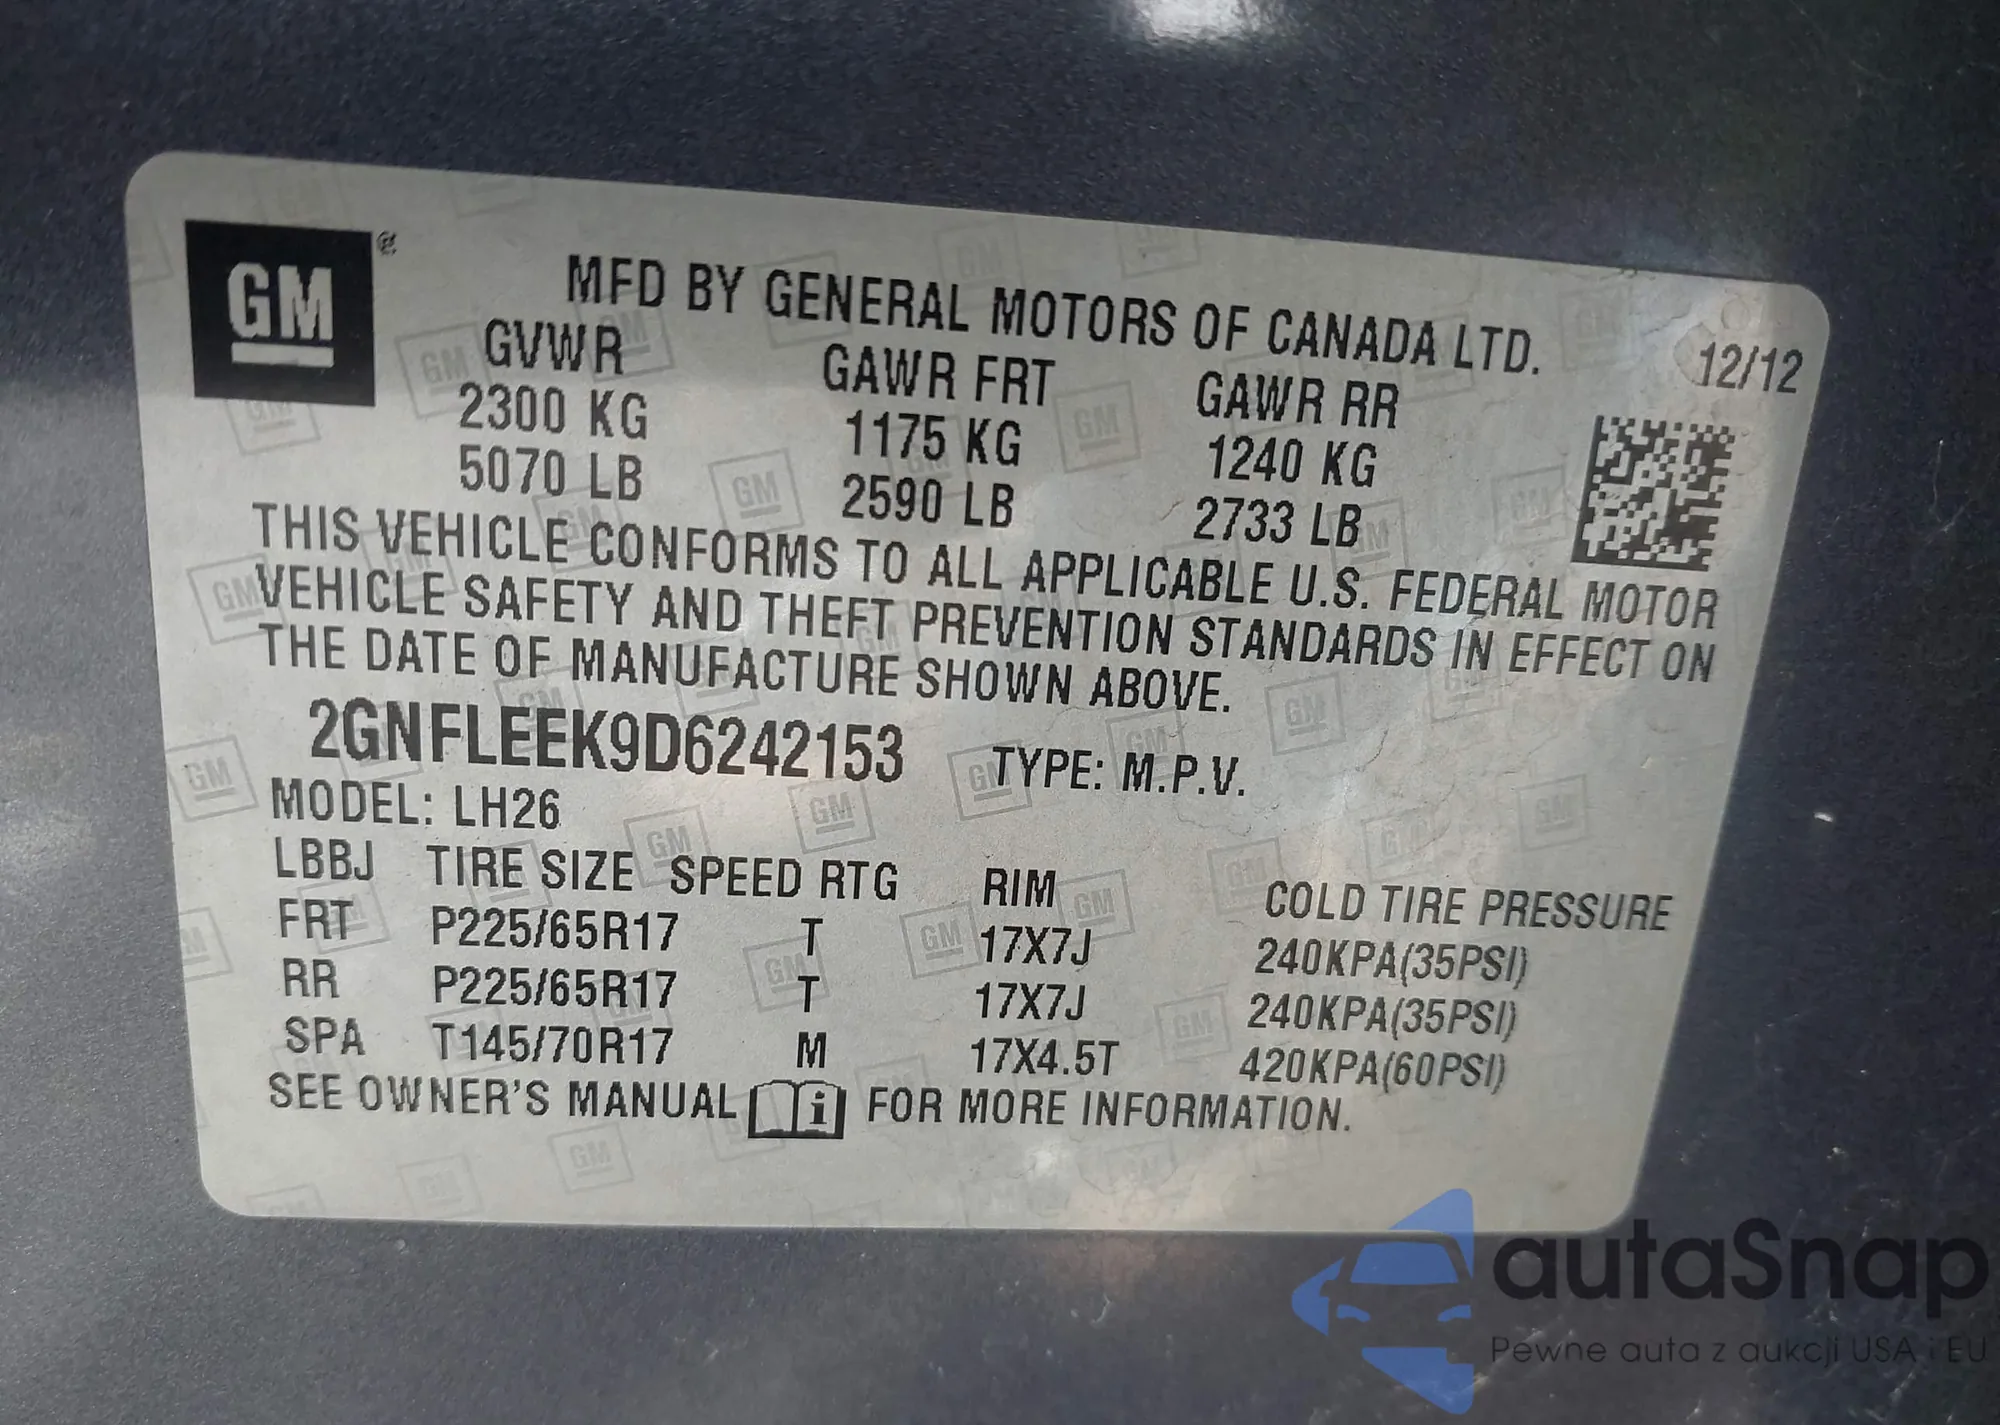 GM ®
MFD BY GENERAL MOTORS OF CANADA LTD.
12/12
GVWR GAWR FRT GAWR RR
2300 KG 1175 KG 1240 KG
5070 LB 2590 LB 2733 LB
THIS VEHICLE CONFORMS TO ALL APPLICABLE U.S. FEDERAL MOTOR
VEHICLE SAFETY AND THEFT PREVENTION STANDARDS IN EFFECT ON
THE DATE OF MANUFACTURE SHOWN ABOVE.
2GNFLEEK9D6242153 TYPE: M.P.V.
MODEL: LH26
LBBJ TIRE SIZE SPEED RTG RIM COLD TIRE PRESSURE
FRT P225/65R17 T 17X7J 240KPA(35PSI)
RR P225/65R17 T 17X7J 240KPA(35PSI)
SPA T145/70R17 M 17X4.5T 420KPA(60PSI)
SEE OWNER'S MANUAL i FOR MORE INFORMATION.
autaSnap
Pewne auta z aukcji USA i EU